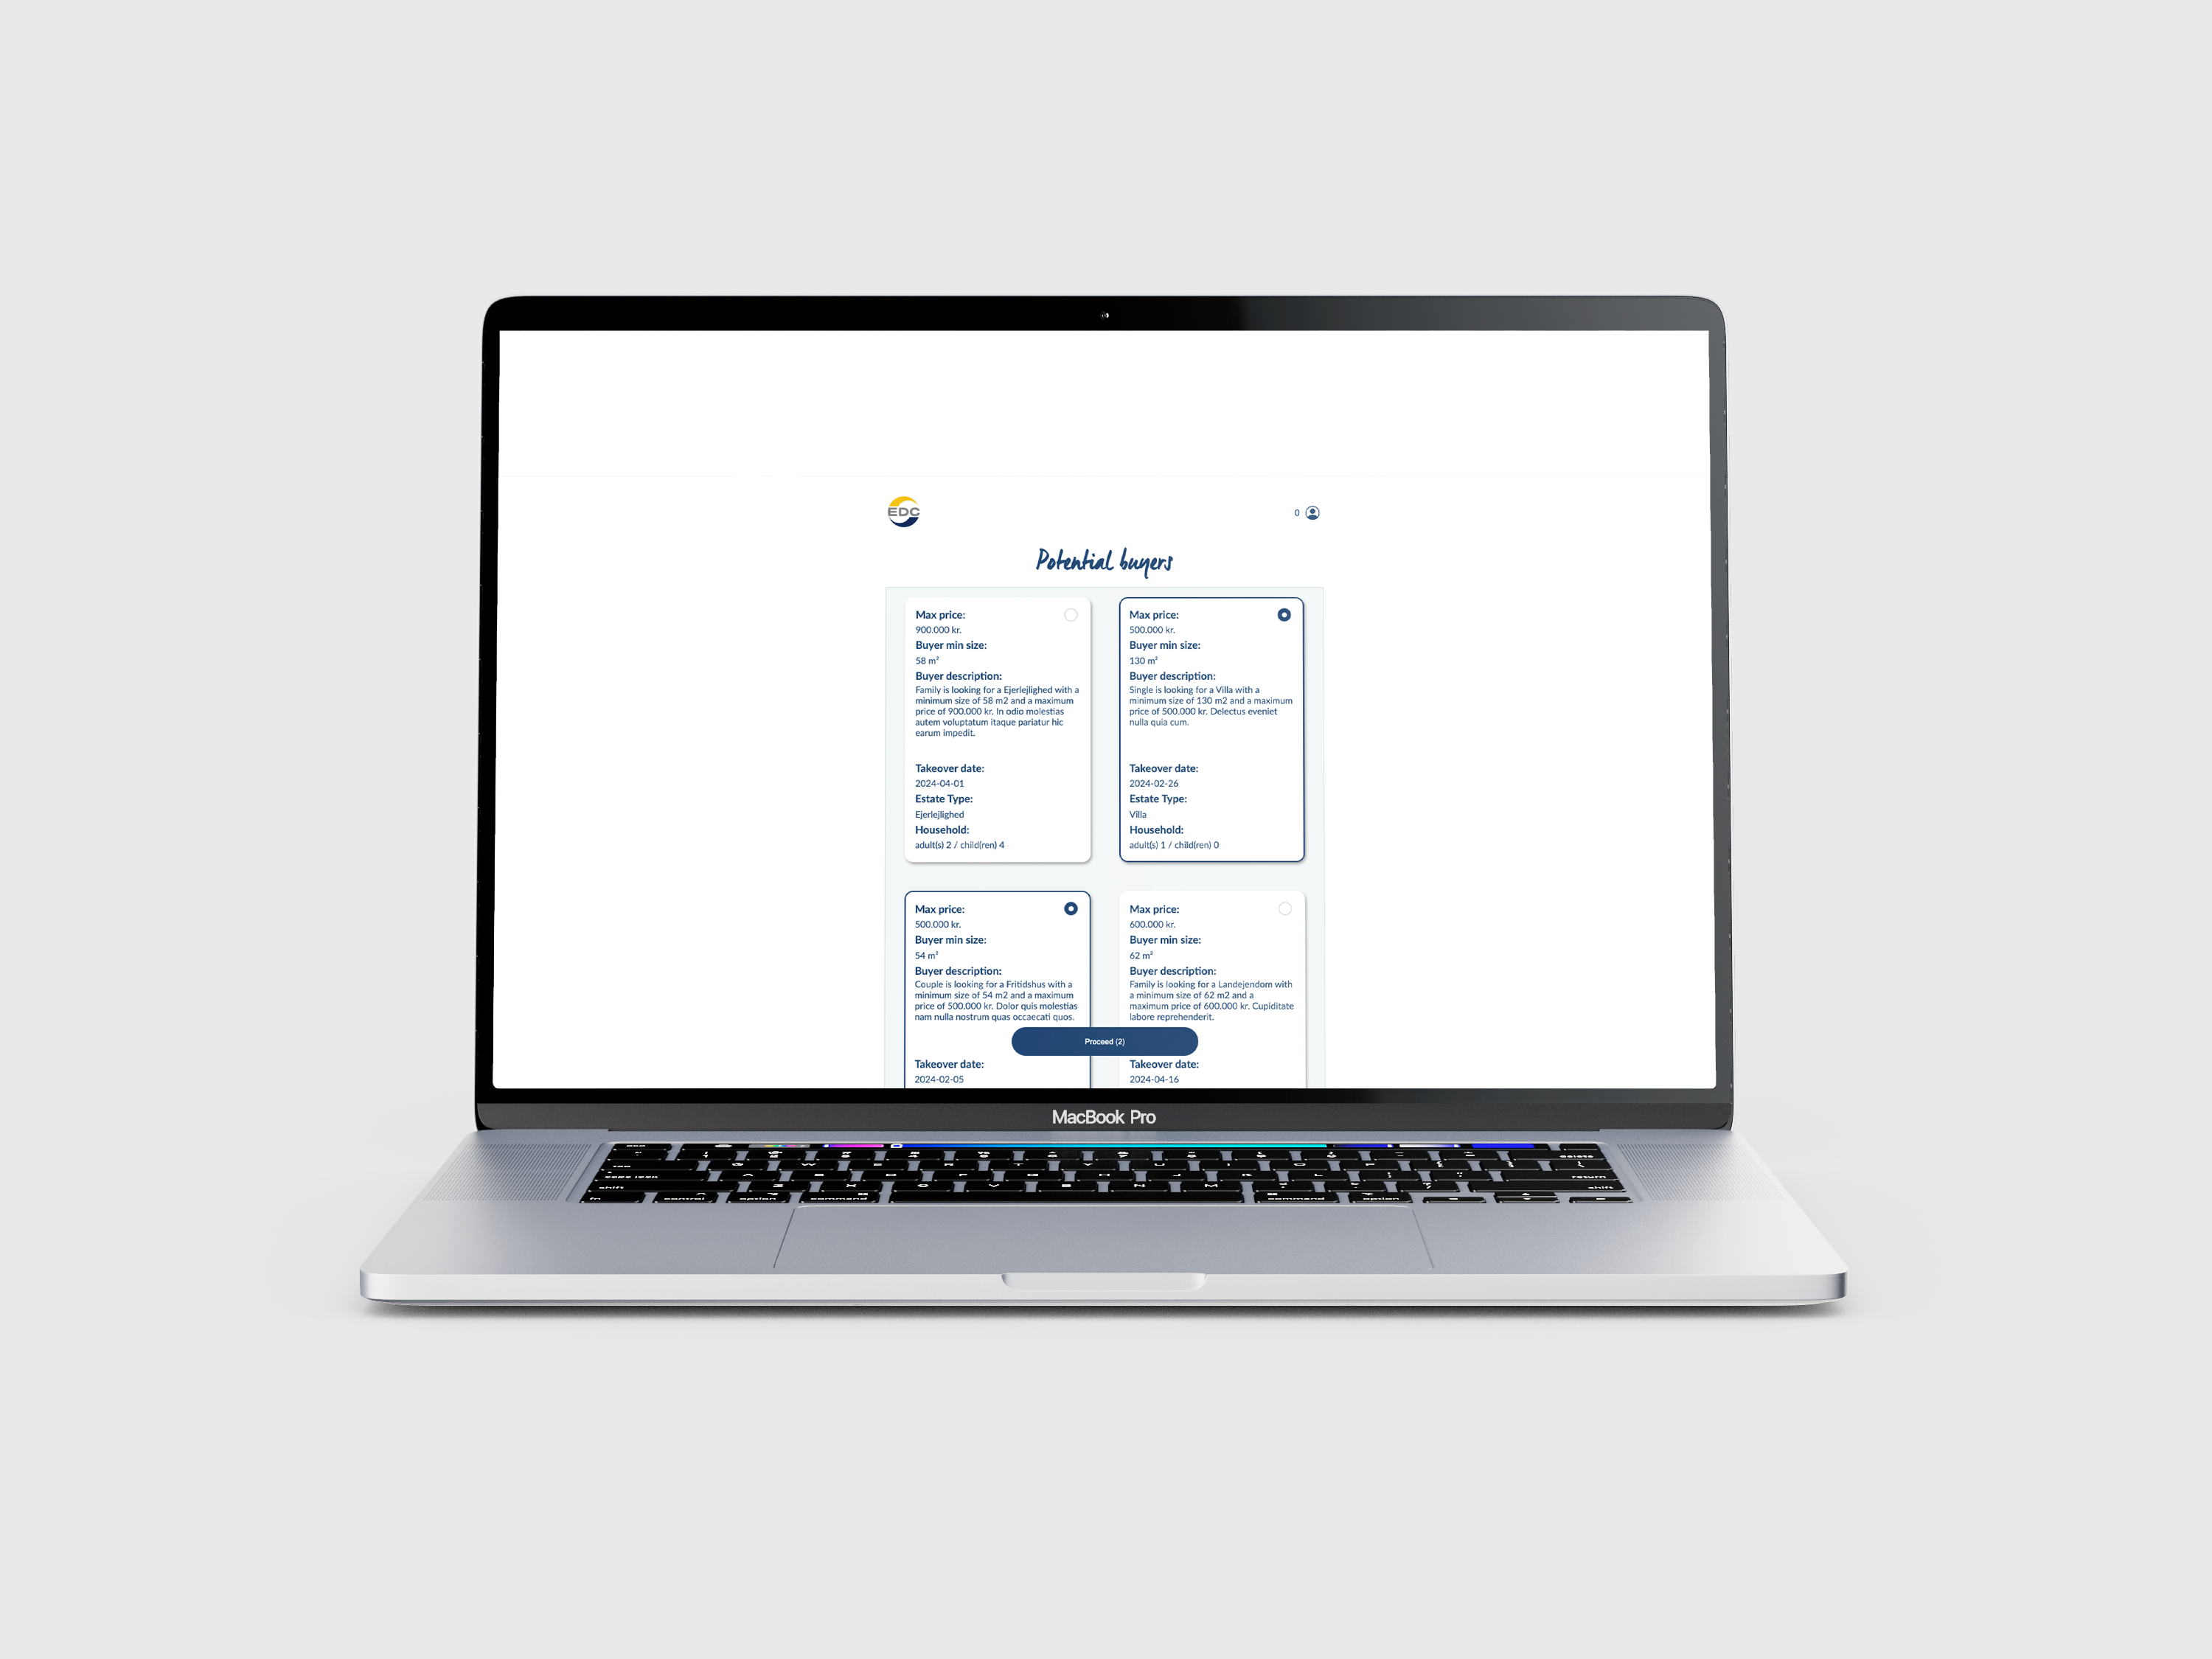 EDC
0
Potential buyers
Max price:
900.000 kr.
Buyer min size:
58 m²
Buyer description:
Family is looking for a Ejerlejlighed with a
minimum size of 58 m2 and a maximum
price of 900.000 kr. In odio molestias
autem voluptatum itaque pariatur hic
earum impedit.
Takeover date:
2024-04-01
Estate Type:
Ejerlejlighed
Household:
adult(s) 2 / child(ren) 4
Max price:
500.000 kr.
Buyer min size:
130 m²
Buyer description:
Single is looking for a Villa with a
minimum size of 130 m2 and a maximum
price of 500.000 kr. Delectus eveniet
nulla quia cum.
Takeover date:
2024-02-26
Estate Type:
Villa
Household:
adult(s) 1 / child(ren) 0
Max price:
500.000 kr.
Buyer min size:
54 m²
Buyer description:
Couple is looking for a Fritidshus with a
minimum size of 54 m2 and a maximum
price of 500.000 kr. Dolor quis molestias
nam nulla nostrum quas occaecati quos.
Takeover date:
2024-02-05
Max price:
600.000 kr.
Buyer min size:
62 m²
Buyer description:
Family is looking for a Landejendom with
a minimum size of 62 m2 and a
maximum price of 600.000 kr. Cupiditate
labore reprehenderit.
Takeover date:
2024-04-16
Proceed (2)
MacBook Pro
delete
return
shift
shift
fn
control
option
command
command
option